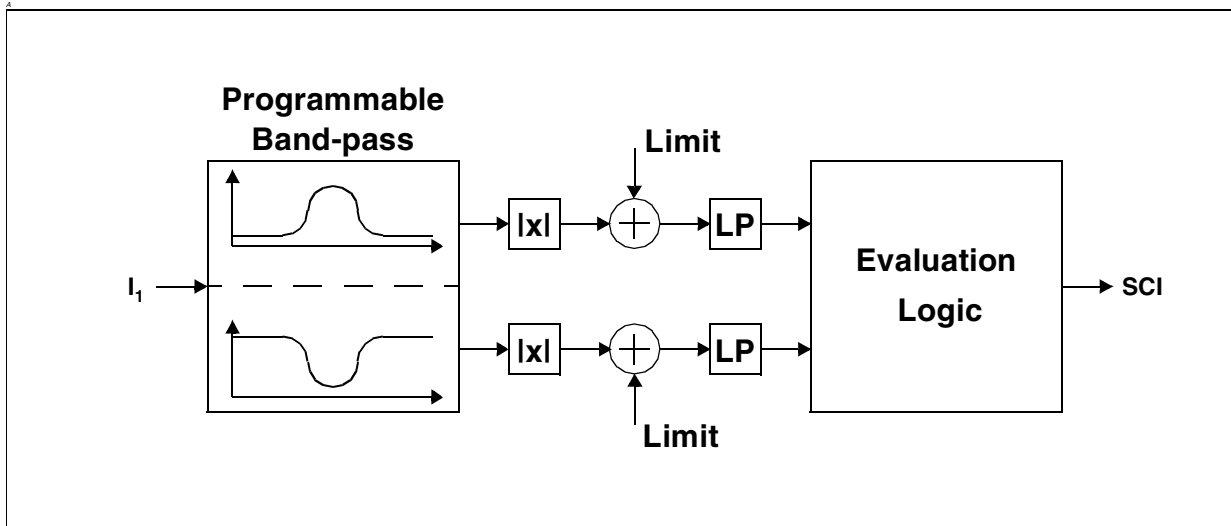 A
Programmable
Band-pass
Limit
|x|
LP
Evaluation
Logic
I1
SCI
|x|
LP
Limit